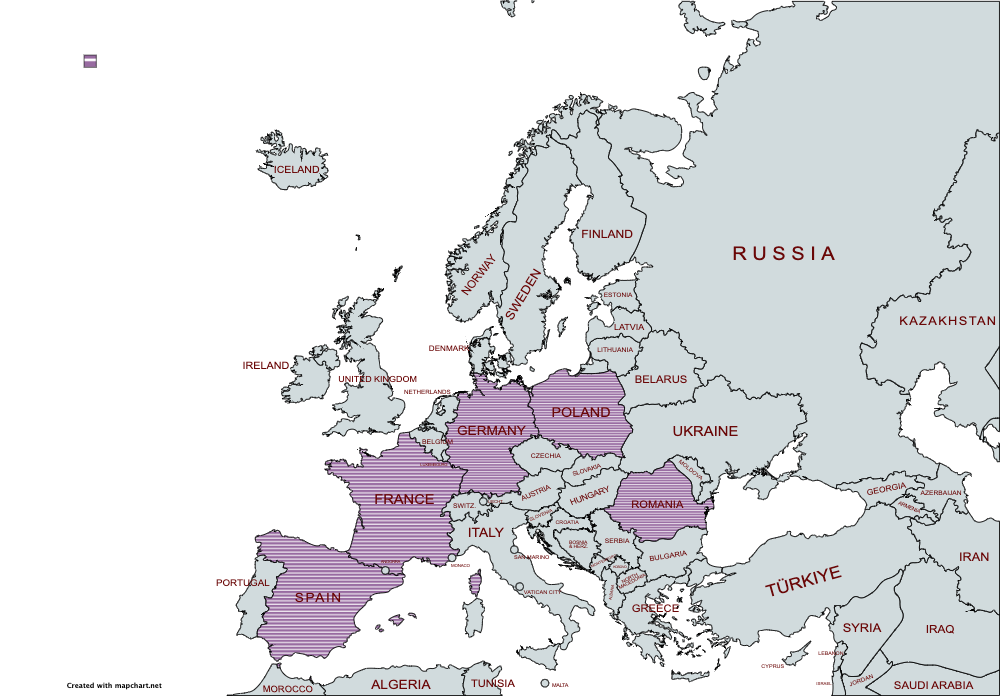 ICELAND
RUSSIA
FINLAND
NORWAY
SWEDEN
ESTONIA
KAZAKHSTAN
LATVIA
DENMARK
LITHUANIA
IRELAND
UNITED KINGDOM
BELARUS
NETHERLANDS
POLAND
GERMANY
UKRAINE
BELGIUM
CZECHIA
LUXEMBOURG
SLOVAKIA
MOLDOVA
FRANCE
AUSTRIA
HUNGARY
GEORGIA
AZERBAIJAN
SWITZ.
ROMANIA
ARMENIA
SLOVENIA
CROATIA
ITALY
SERBIA
BOSNIA
& HERZ.
SAN MARINO
BULGARIA
IRAN
ANDORRA
MONACO
PORTUGAL
TÜRKIYE
NORTH
MACEDONIA
ALBANIA
VATICAN CITY
SPAIN
GREECE
SYRIA
IRAQ
LEBANON
CYPRUS
JORDAN
ISRAEL
Created with mapchart.net
MOROCCO
ALGERIA
TUNISIA
MALTA
SAUDI ARABIA